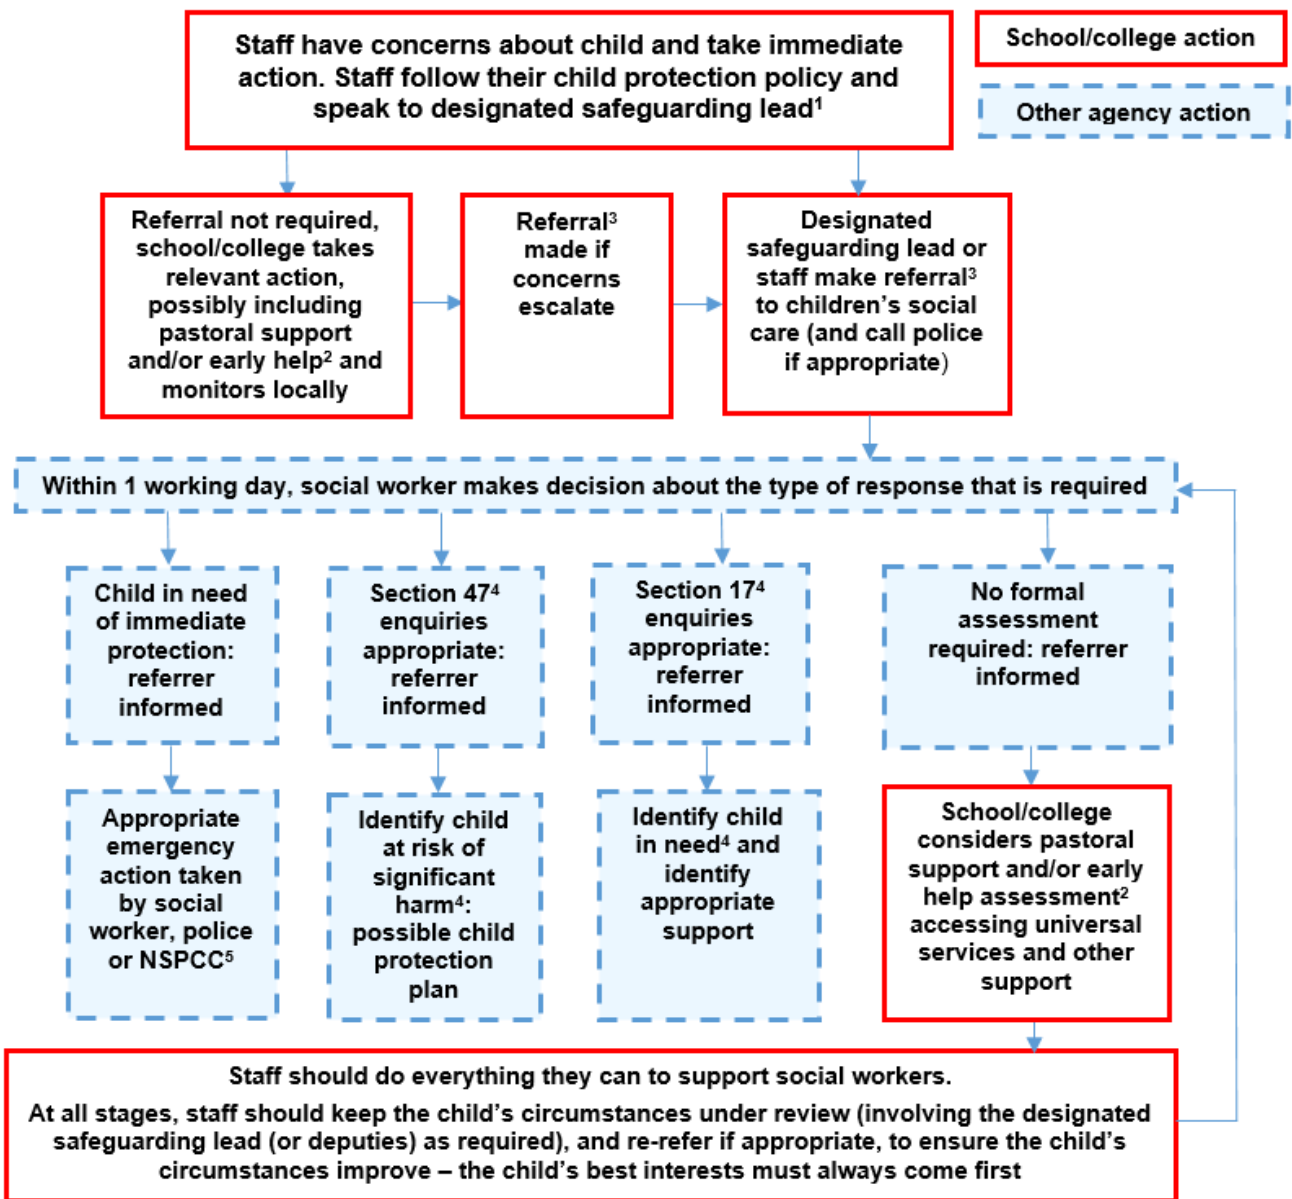 Staff have concerns about child and take immediate
action. Staff follow their child protection policy and
speak to designated safeguarding lead¹
School/college action
Other agency action
Referral not required,
school/college takes
relevant action,
possibly including
pastoral support
and/or early help² and
monitors locally
Referral³
made if
concerns
escalate
Designated
safeguarding lead or
staff make referral³
to children’s social
care (and call police
if appropriate)
Within 1 working day, social worker makes decision about the type of response that is required
Child in need
of immediate
protection:
referrer
informed
Section 47⁴
enquiries
appropriate:
referrer
informed
Section 17⁴
enquiries
appropriate:
referrer
informed
No formal
assessment
required: referrer
informed
Appropriate
emergency
action taken
by social
worker, police
or NSPCC⁵
Identify child
at risk of
significant
harm⁴:
possible child
protection
plan
Identify child
in need⁴ and
identify
appropriate
support
School/college
considers pastoral
support and/or early
help assessment²
accessing universal
services and other
support
Staff should do everything they can to support social workers.
At all stages, staff should keep the child’s circumstances under review (involving the designated
safeguarding lead (or deputies) as required), and re-refer if appropriate, to ensure the child’s
circumstances improve – the child’s best interests must always come first